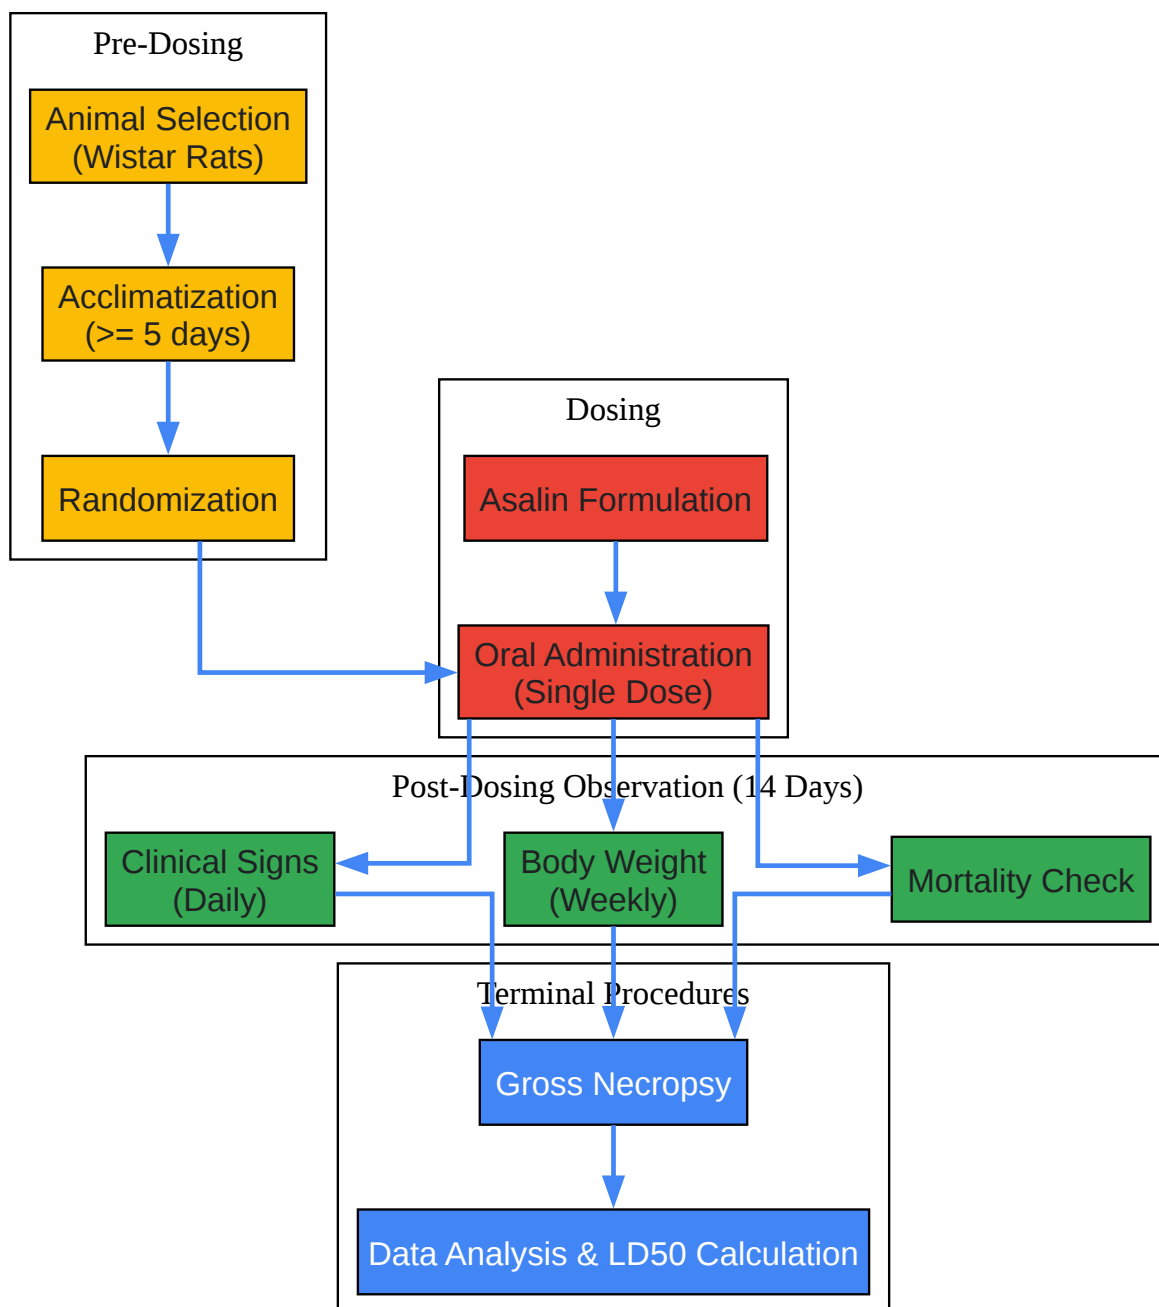 Pre-Dosing
Animal Selection
(Wistar Rats)
Acclimatization
(>= 5 days)
Randomization
Dosing
Asalin Formulation
Oral Administration
(Single Dose)
Post-Dosing Observation (14 Days)
Clinical Signs
(Daily)
Body Weight
(Weekly)
Mortality Check
Terminal Procedures
Gross Necropsy
Data Analysis & LD50 Calculation